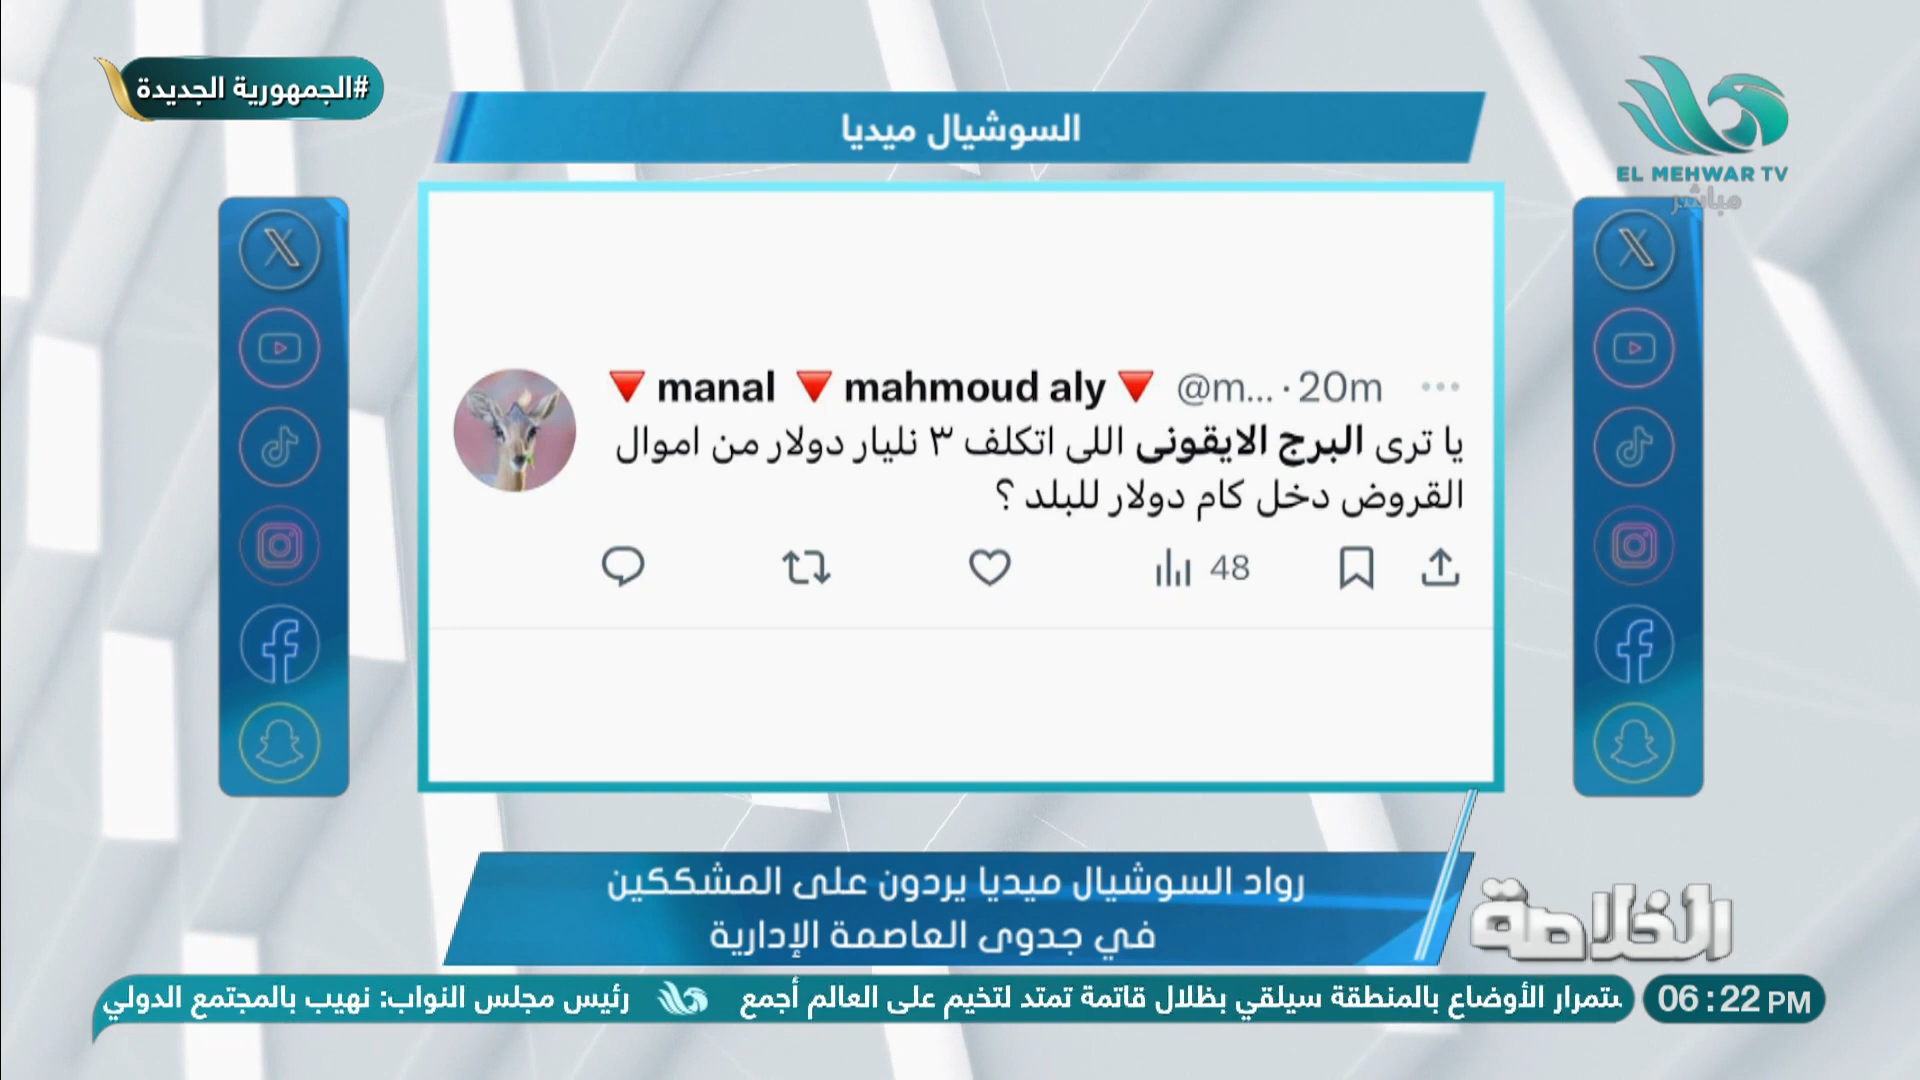 #الجمهورية الجديدة
EL MEHWAR TV
مباشر
السوشيال ميديا
🔻 manal 🔻 mahmoud aly 🔻 @m... · 20m
يا ترى البرج الايقونى اللى اتكلف ٣ نليار دولار من اموال
القروض دخل كام دولار للبلد ؟
48
رواد السوشيال ميديا يردون على المشككين
في جدوى العاصمة الإدارية
الخلاصة
ستمرار الأوضاع بالمنطقة سيلقي بظلال قاتمة تمتد لتخيم على العالم أجمع رئيس مجلس النواب: نهيب بالمجتمع الدولي
06:22 PM